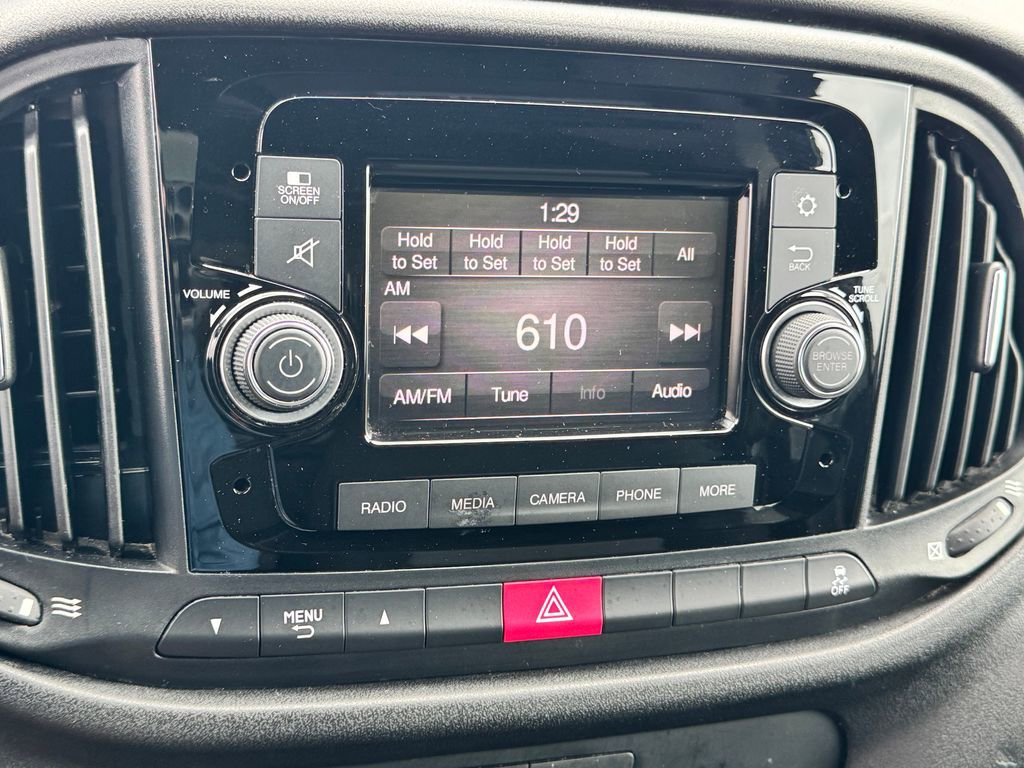 SCREEN
ON/OFF
1:29
Hold
to Set
Hold
to Set
Hold
to Set
Hold
to Set
All
BACK
VOLUME
TUNE
SCROLL
AM
610
BROWSE
ENTER
AM/FM
Tune
Info
Audio
RADIO
MEDIA
CAMERA
PHONE
MORE
MENU
OFF